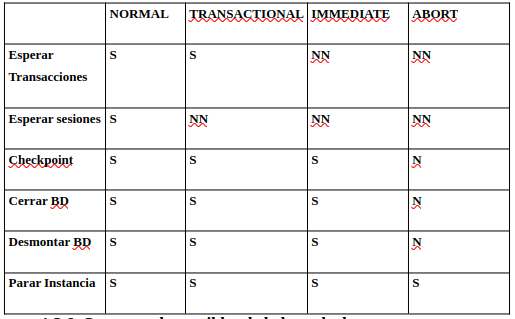 NORMAL TRANSACTIONAL IMMEDIATE ABORT
Esperar S S NN NN
Transacciones
Esperar sesiones S NN NN NN
Checkpoint S S S N
Cerrar BD S S S N
Desmontar BD S S S N
Parar Instancia S S S S